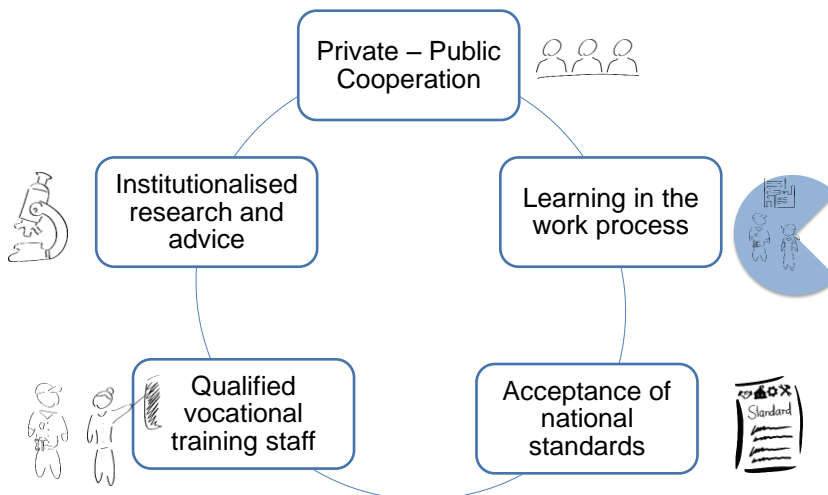 Private – Public
Cooperation
Institutionalised
research and
advice
Learning in the
work process
Qualified
vocational
training staff
Acceptance of
national
standards
Standard